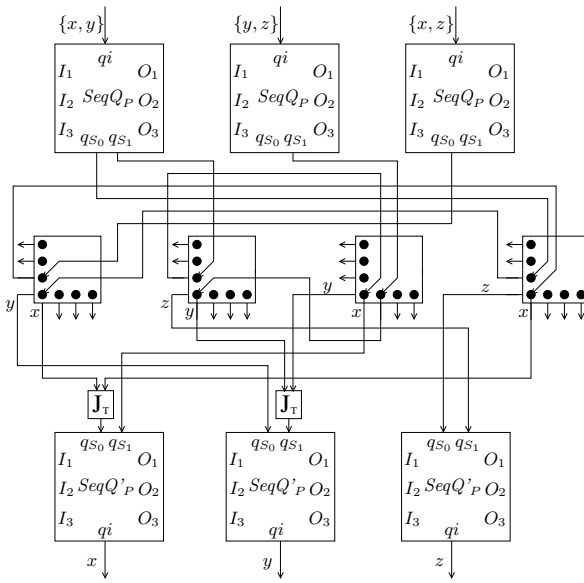 {x, y} {y, z} {x, z}
qi qi qi
I1 O1 I1 O1 I1 O1
I2 SeqQP O2 I2 SeqQP O2 I2 SeqQP O2
I3 O3 I3 O3 I3 O3
qS0 qS1 qS0 qS1 qS0 qS1
y x z y y x z x
JT JT
qS0 qS1 qS0 qS1 qS0 qS1
I1 O1 I1 O1 I1 O1
I2 SeqQ'P O2 I2 SeqQ'P O2 I2 SeqQ'P O2
I3 O3 I3 O3 I3 O3
qi qi qi
x y z